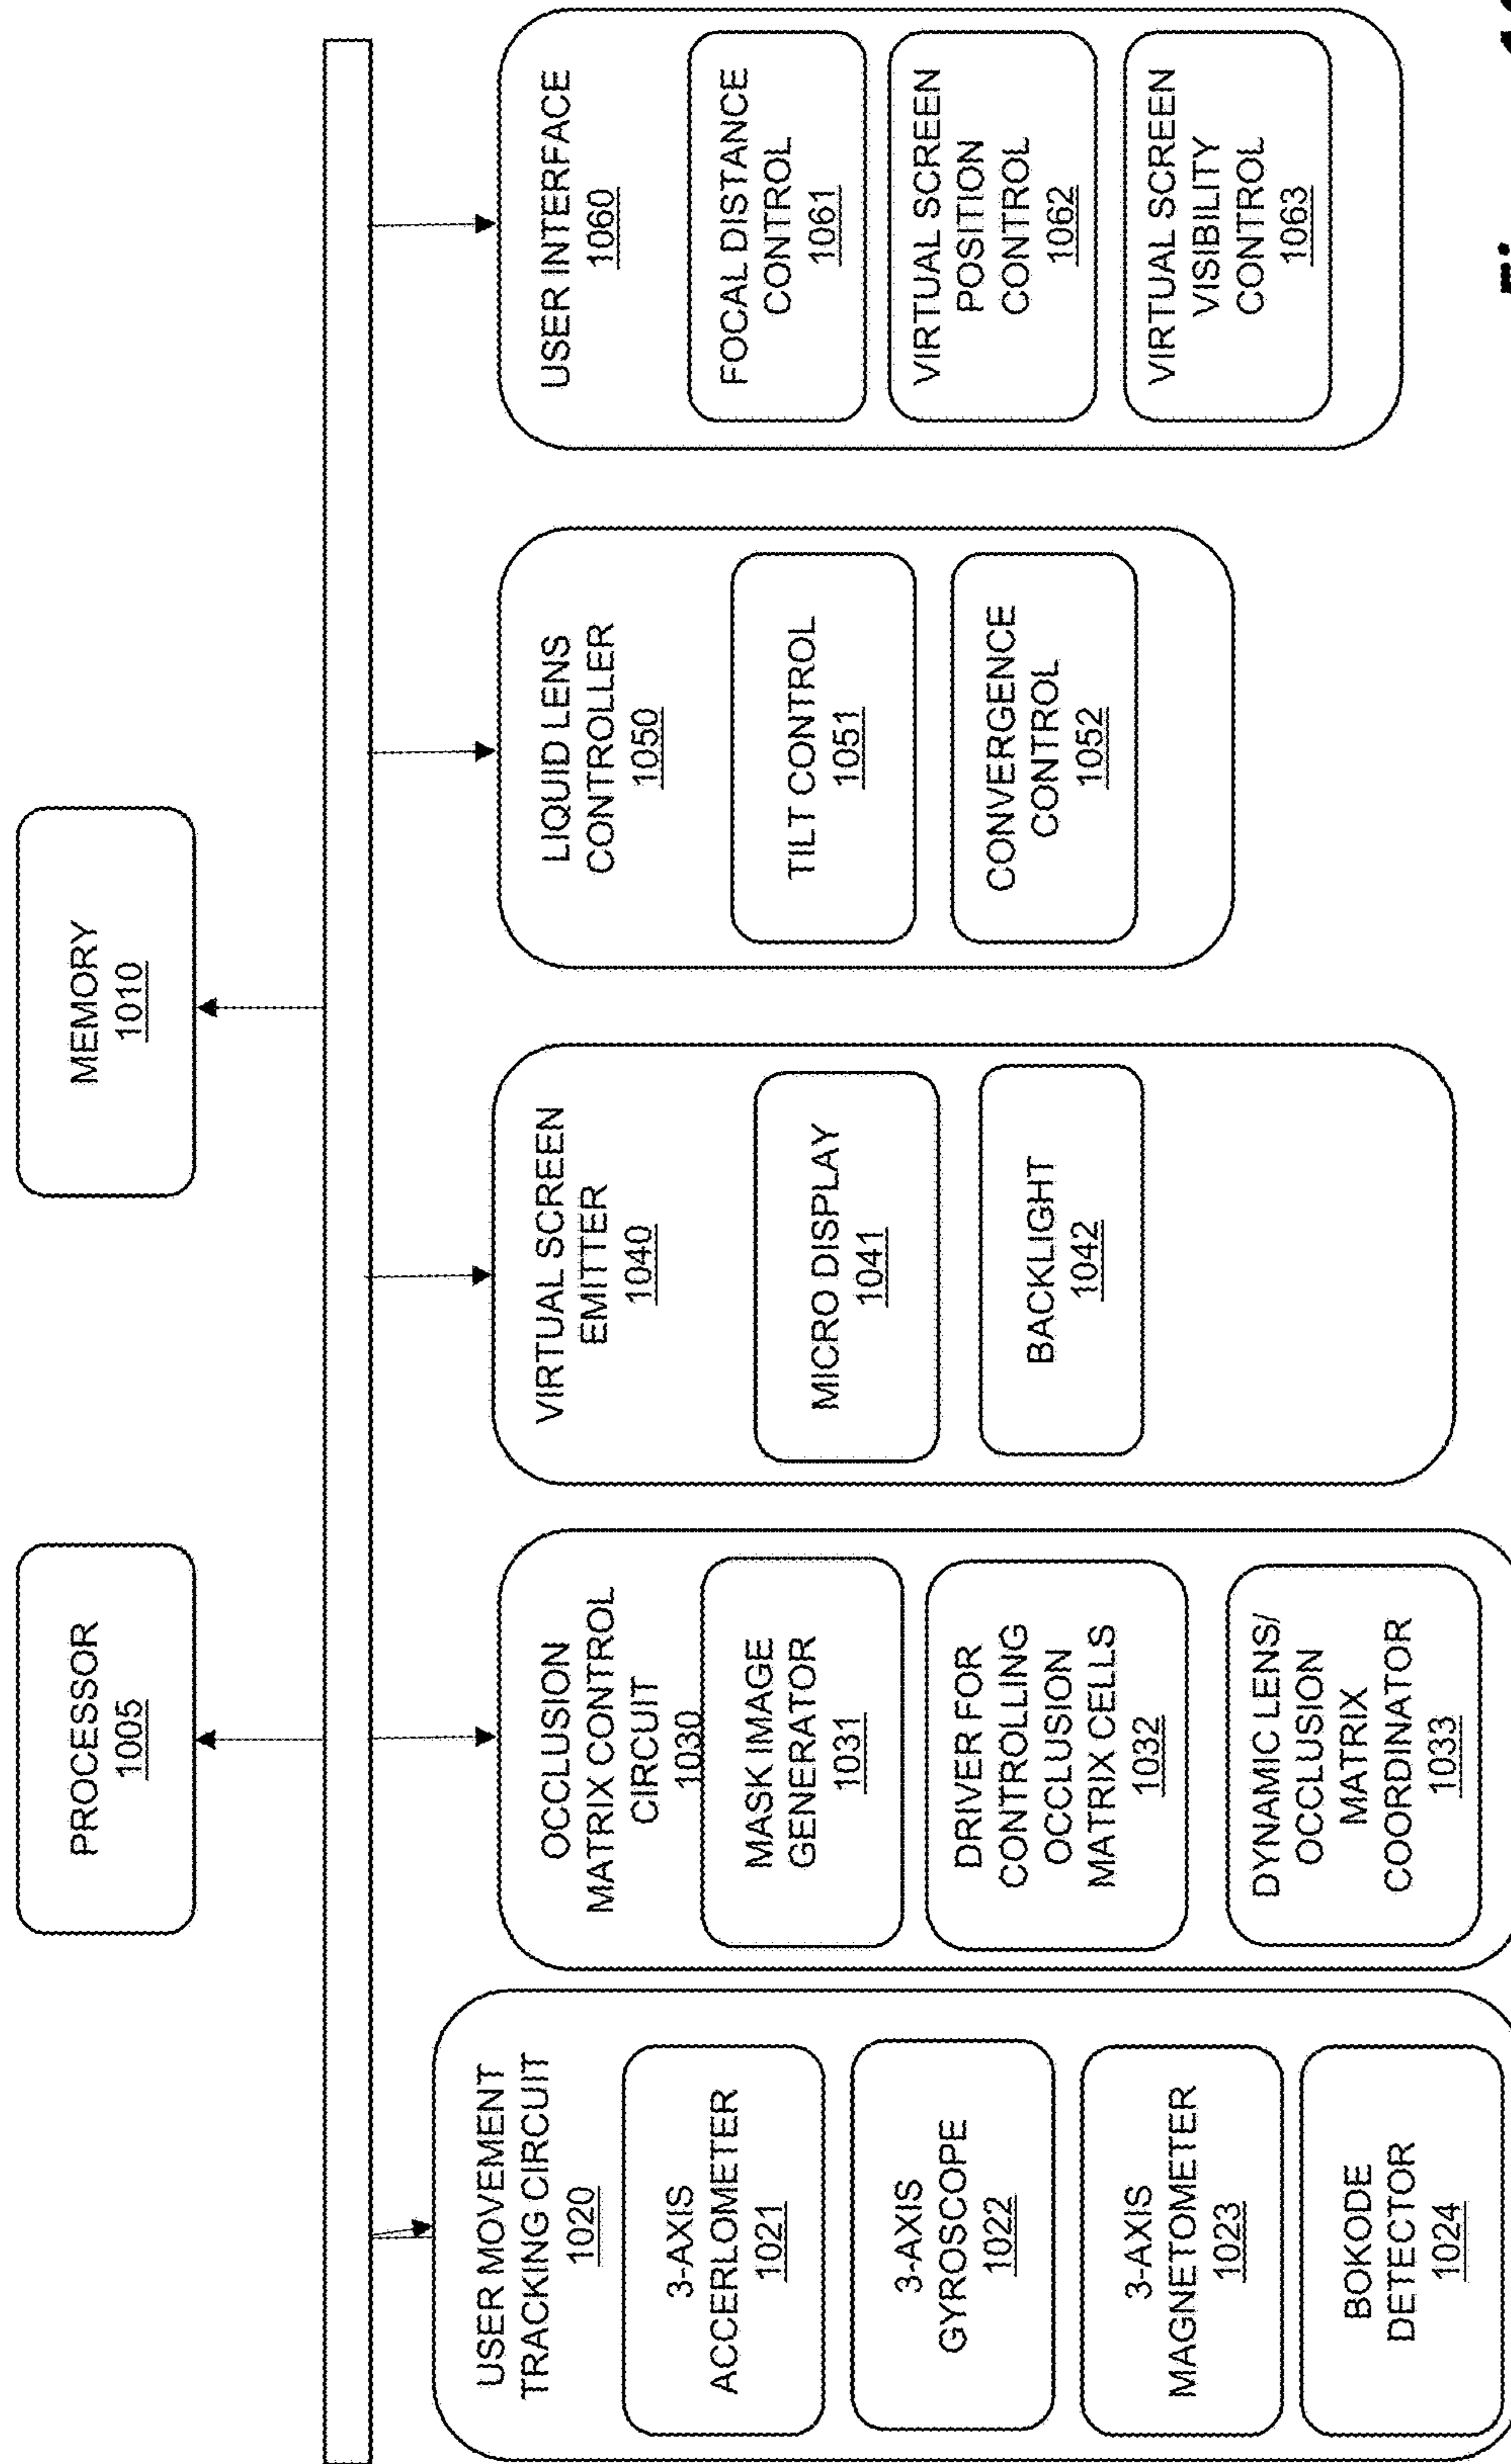 PROCESSOR
1005
MEMORY
1010
USER MOVEMENT
TRACKING CIRCUIT
1020
3-AXIS
ACCERLOMETER
1021
3-AXIS
GYROSCOPE
1022
3-AXIS
MAGNETOMETER
1023
BOKODE
DETECTOR
1024
OCCLUSION
MATRIX CONTROL
CIRCUIT
1030
MASK IMAGE
GENERATOR
1031
DRIVER FOR
CONTROLLING
OCCLUSION
MATRIX CELLS
1032
DYNAMIC LENS/
OCCLUSION
MATRIX
COORDINATOR
1033
VIRTUAL SCREEN
EMITTER
1040
MICRO DISPLAY
1041
BACKLIGHT
1042
LIQUID LENS
CONTROLLER
1050
TILT CONTROL
1051
CONVERGENCE
CONTROL
1052
USER INTERFACE
1060
FOCAL DISTANCE
CONTROL
1061
VIRTUAL SCREEN
POSITION
CONTROL
1062
VIRTUAL SCREEN
VISIBILITY
CONTROL
1063